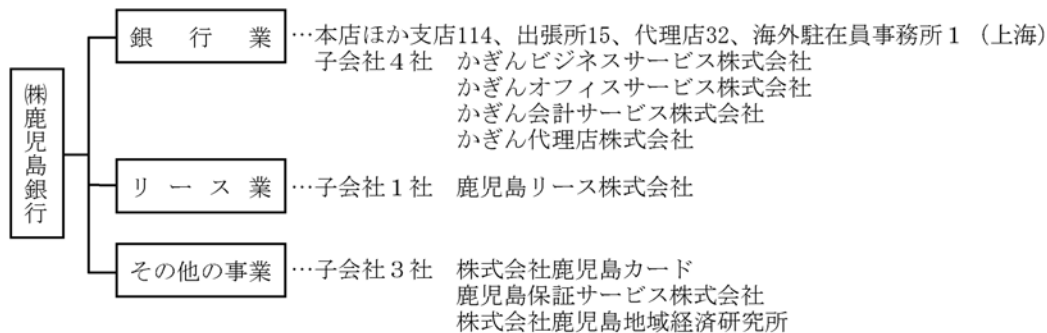 ㈱鹿児島銀行
銀行業…本店ほか支店114、出張所15、代理店32、海外駐在員事務所1（上海）
子会社4社 かぎんビジネスサービス株式会社
かぎんオフィスサービス株式会社
かぎん会計サービス株式会社
かぎん代理店株式会社
リース業…子会社1社 鹿児島リース株式会社
その他の事業…子会社3社 株式会社鹿児島カード
鹿児島保証サービス株式会社
株式会社鹿児島地域経済研究所